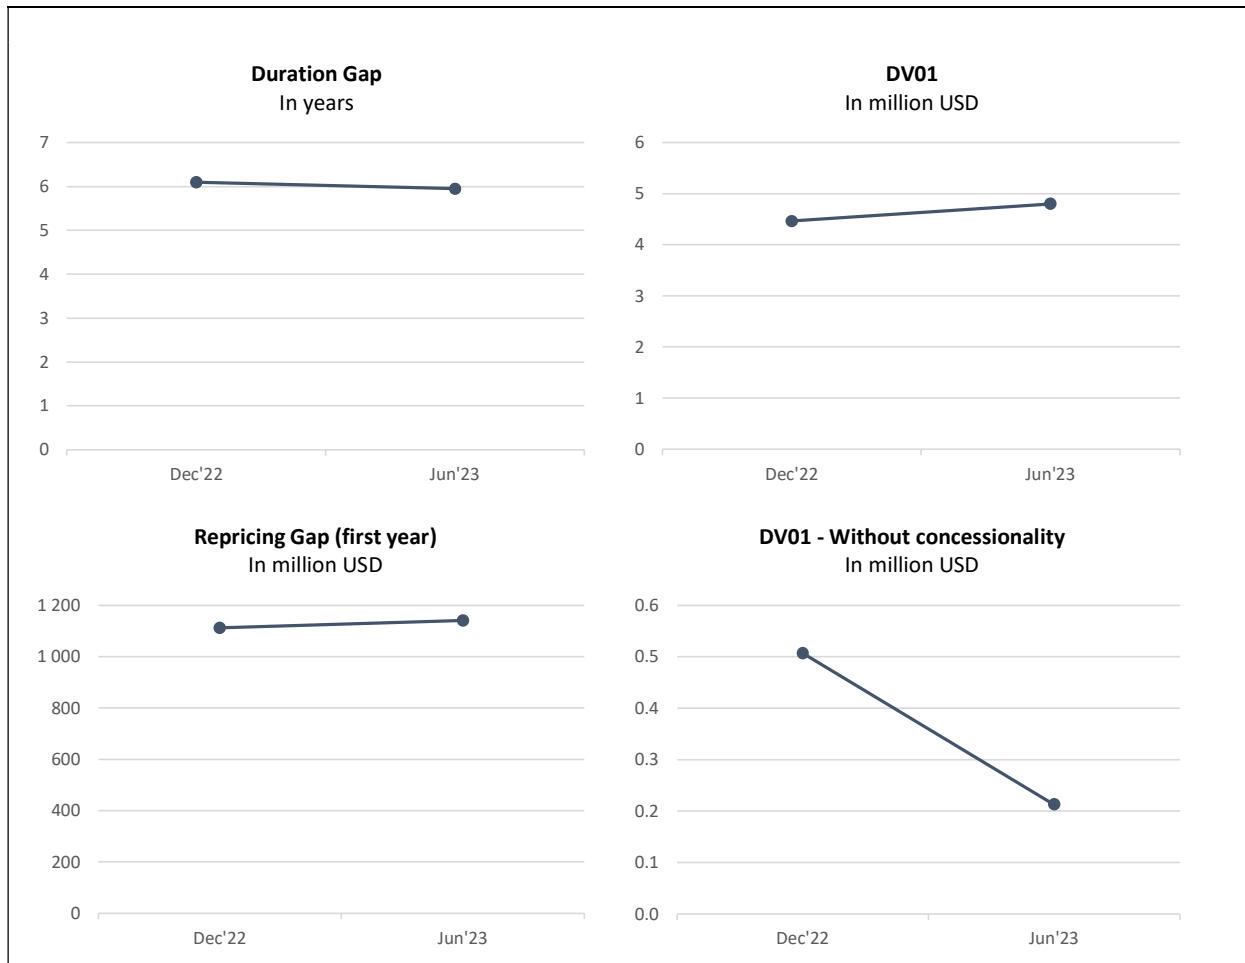 Duration Gap
In years
7
6
5
4
3
2
1
0
Dec'22 Jun'23
DV01
In million USD
6
5
4
3
2
1
0
Dec'22 Jun'23
Repricing Gap (first year)
In million USD
1 200
1 000
800
600
400
200
0
Dec'22 Jun'23
DV01 - Without concessionality
In million USD
0.6
0.5
0.4
0.3
0.2
0.1
0.0
Dec'22 Jun'23